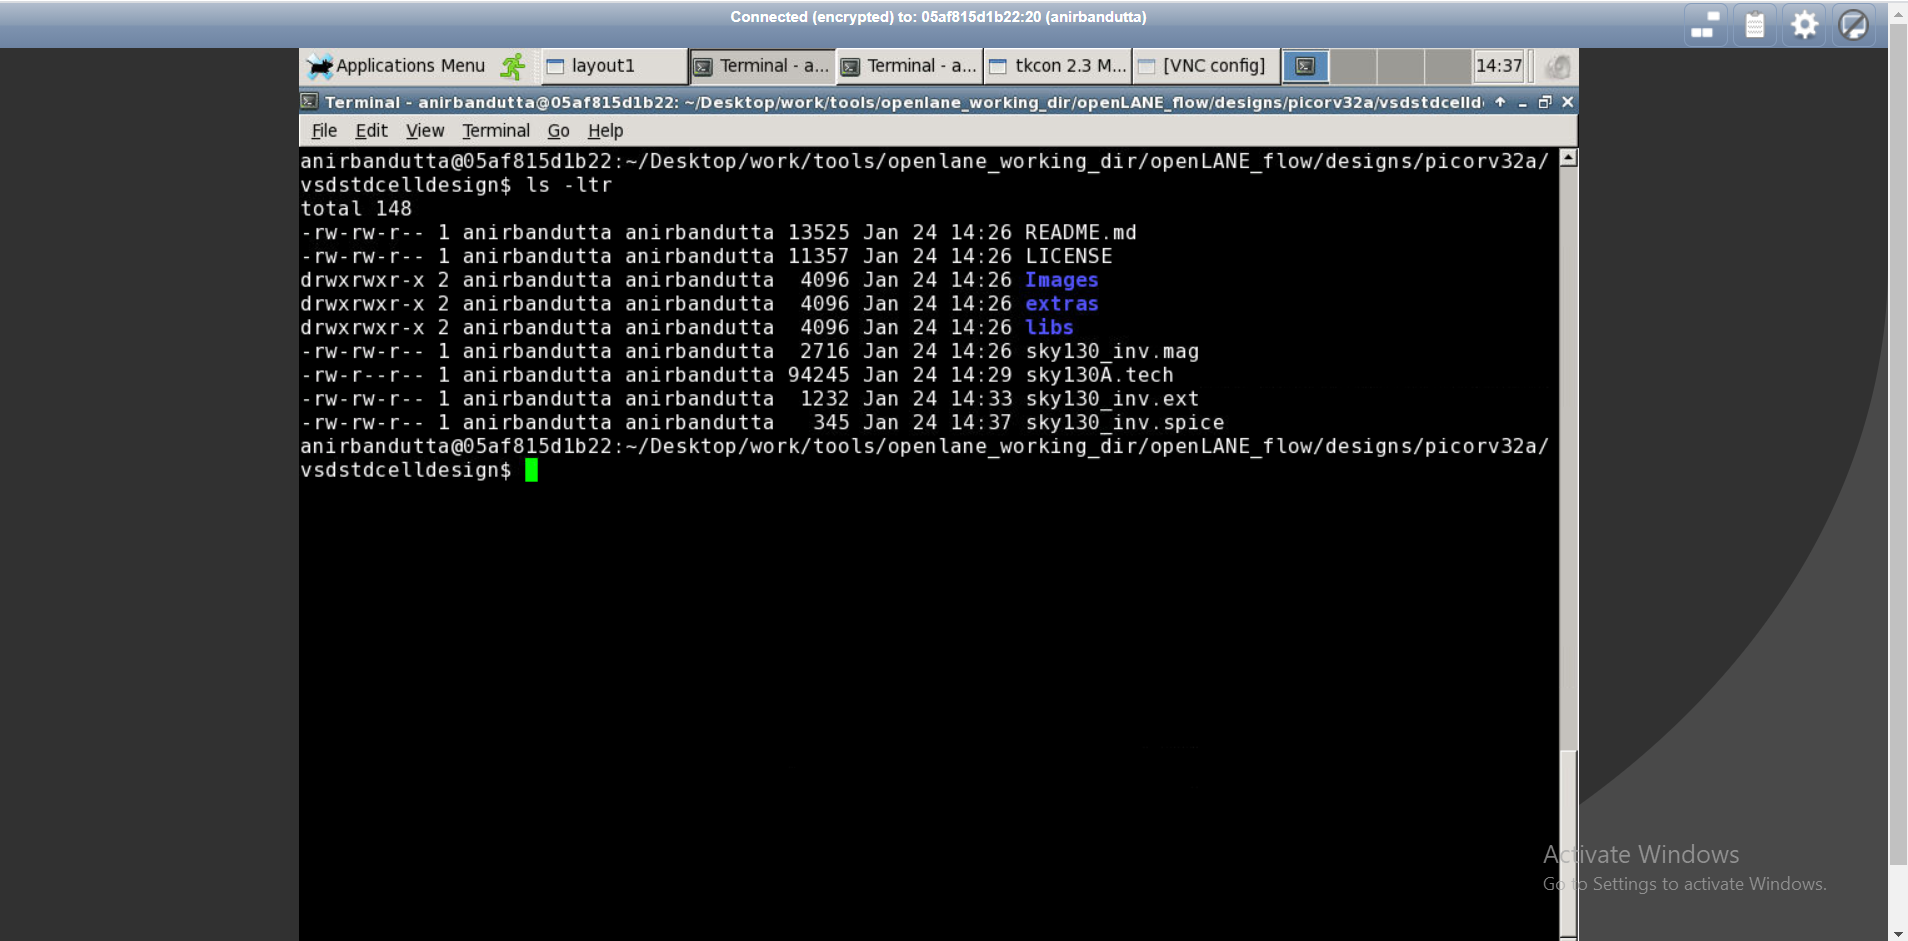 Connected (encrypted) to: 05af815d1b22:20 (anirbandutta)
Applications Menu layout1 Terminal - a... Terminal - a... tkcon 2.3 M... [VNC config] 14:37
Terminal - anirbandutta@05af815d1b22: ~/Desktop/work/tools/openlane_working_dir/openLANE_flow/designs/picorv32a/vsdstdcelld
File Edit View Terminal Go Help
anirbandutta@05af815d1b22:~/Desktop/work/tools/openlane_working_dir/openLANE_flow/designs/picorv32a/
vsdstdcelldesign$ ls -ltr
total 148
-rw-rw-r-- 1 anirbandutta anirbandutta 13525 Jan 24 14:26 README.md
-rw-rw-r-- 1 anirbandutta anirbandutta 11357 Jan 24 14:26 LICENSE
drwxrwxr-x 2 anirbandutta anirbandutta  4096 Jan 24 14:26 Images
drwxrwxr-x 2 anirbandutta anirbandutta  4096 Jan 24 14:26 extras
drwxrwxr-x 2 anirbandutta anirbandutta  4096 Jan 24 14:26 libs
-rw-rw-r-- 1 anirbandutta anirbandutta  2716 Jan 24 14:26 sky130_inv.mag
-rw-r--r-- 1 anirbandutta anirbandutta 94245 Jan 24 14:29 sky130A.tech
-rw-rw-r-- 1 anirbandutta anirbandutta  1232 Jan 24 14:33 sky130_inv.ext
-rw-rw-r-- 1 anirbandutta anirbandutta   345 Jan 24 14:37 sky130_inv.spice
anirbandutta@05af815d1b22:~/Desktop/work/tools/openlane_working_dir/openLANE_flow/designs/picorv32a/
vsdstdcelldesign$
Activate Windows
Go to Settings to activate Windows.